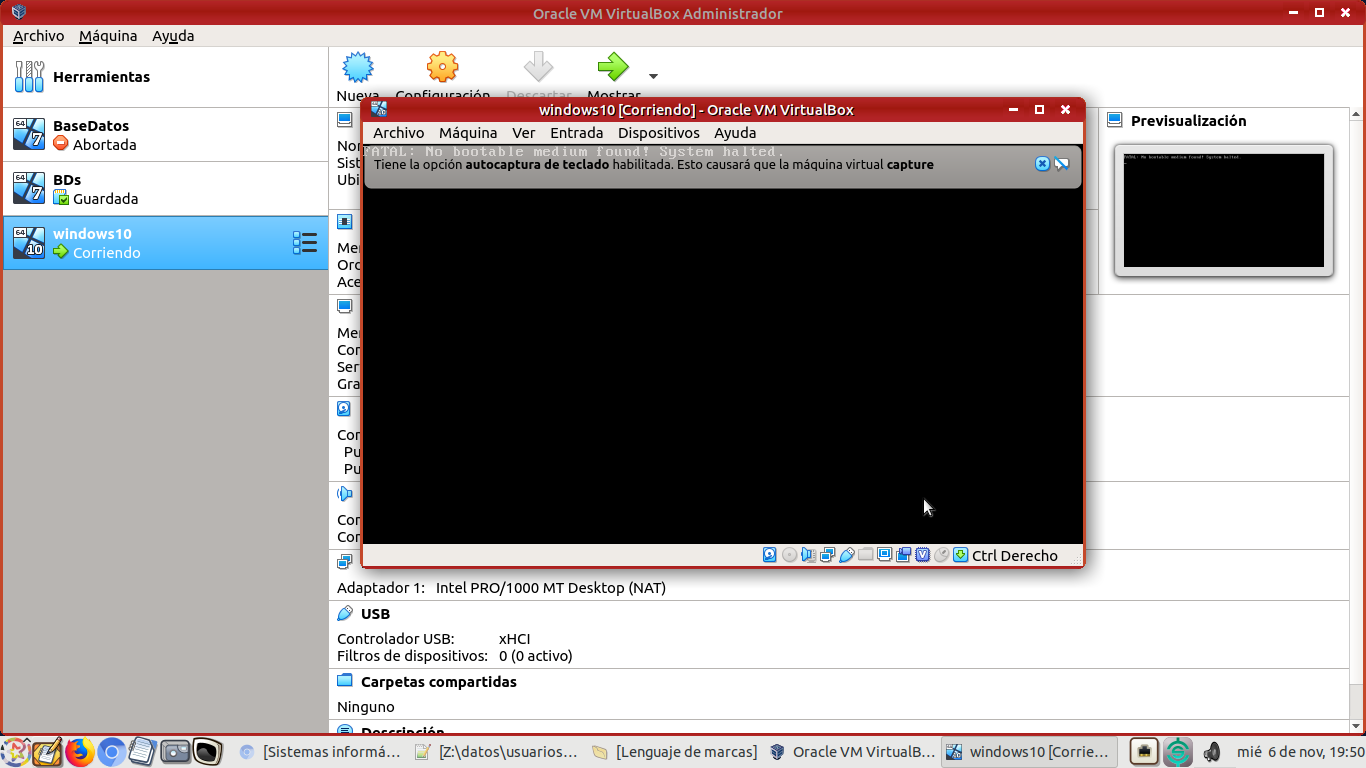 Oracle VM VirtualBox Administrador
Archivo Máquina Ayuda
Herramientas
Nueva Configuración Descartar Mostrar
BaseDatos
Abortada
BDs
Guardada
windows10
Corriendo
windows10 [Corriendo] - Oracle VM VirtualBox
Archivo Máquina Ver Entrada Dispositivos Ayuda
FATAL: No bootable medium found! System halted.
Tiene la opción autocaptura de teclado habilitada. Esto causará que la máquina virtual capture
Ctrl Derecho
Previsualización
FATAL: No bootable medium found! System halted.
Nor
Sist
Ubi
Me
Ord
Ace
Me
Cor
Ser
Gra
Cor
Pu
Pu
Cor
Cor
Adaptador 1: Intel PRO/1000 MT Desktop (NAT)
USB
Controlador USB: xHCI
Filtros de dispositivos: 0 (0 activo)
Carpetas compartidas
Ninguno
Descripción
[Sistemas informá... [Z:\datos\usuarios... [Lenguaje de marcas] Oracle VM VirtualB... windows10 [Corrie... mié 6 de nov, 19:50